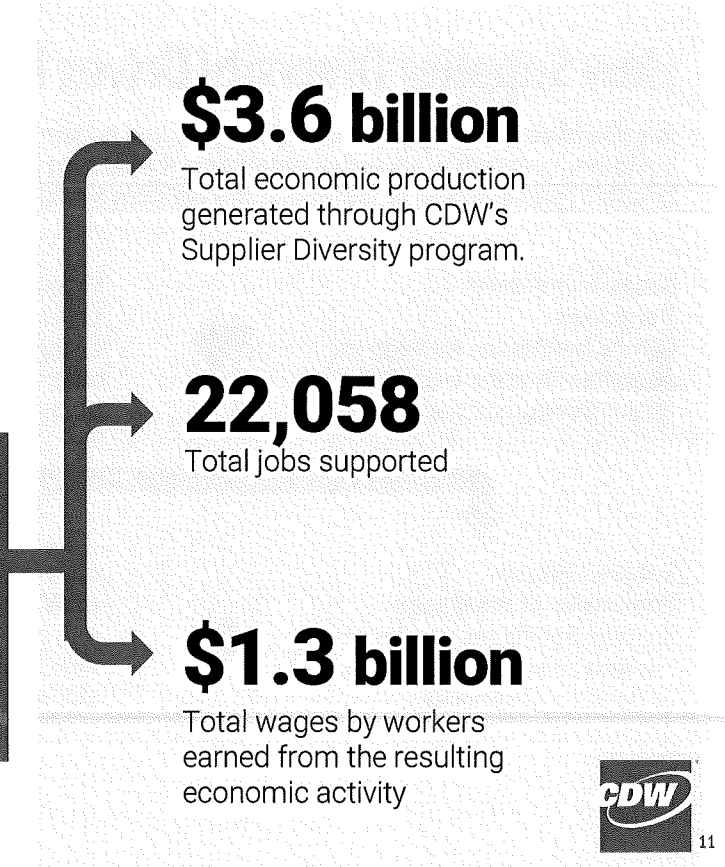 $3.6 billion
Total economic production
generated through CDW's
Supplier Diversity program.
22,058
Total jobs supported
$1.3 billion
Total wages by workers
earned from the resulting
economic activity
CDW
11